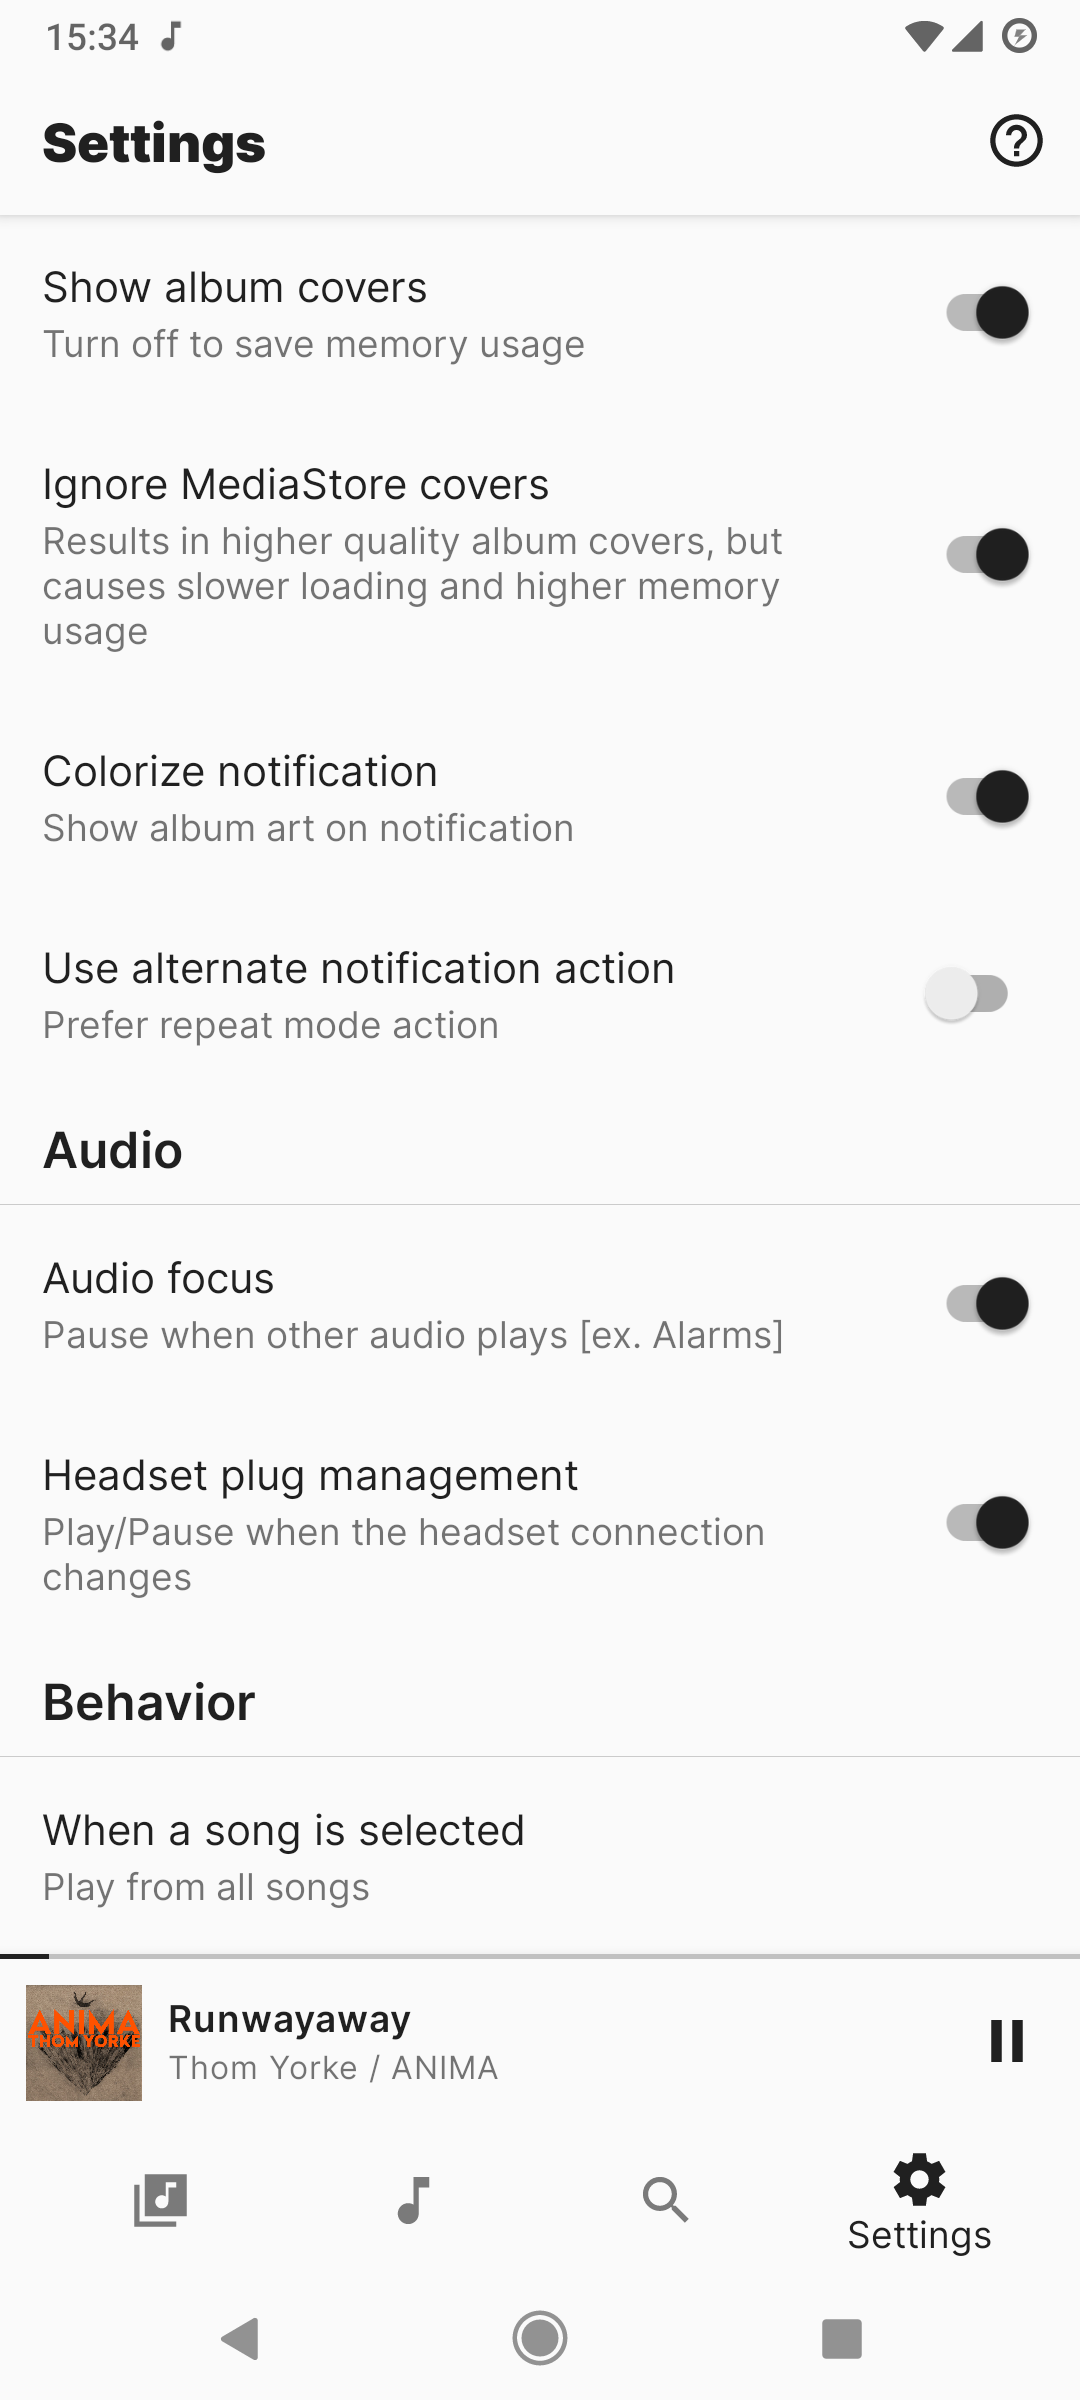 15:34
Settings
Show album covers
Turn off to save memory usage
Ignore MediaStore covers
Results in higher quality album covers, but
causes slower loading and higher memory
usage
Colorize notification
Show album art on notification
Use alternate notification action
Prefer repeat mode action
Audio
Audio focus
Pause when other audio plays [ex. Alarms]
Headset plug management
Play/Pause when the headset connection
changes
Behavior
When a song is selected
Play from all songs
ANIMA
THOM YORKE
Runwayaway
Thom Yorke / ANIMA
Settings